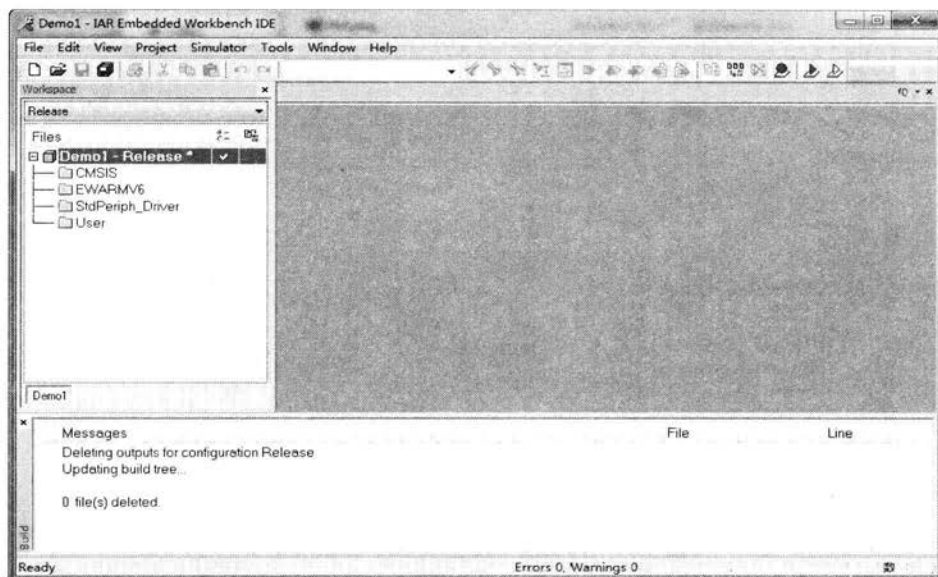 Demo1 - IAR Embedded Workbench IDE
File Edit View Project Simulator Tools Window Help
Workspace
Release
Files
Demo1 - Release *
CMSIS
EWARMV6
StdPeriph_Driver
User
Demo1
Messages File Line
Deleting outputs for configuration Release
Updating build tree...
0 file(s) deleted.
Build
Ready Errors 0, Warnings 0